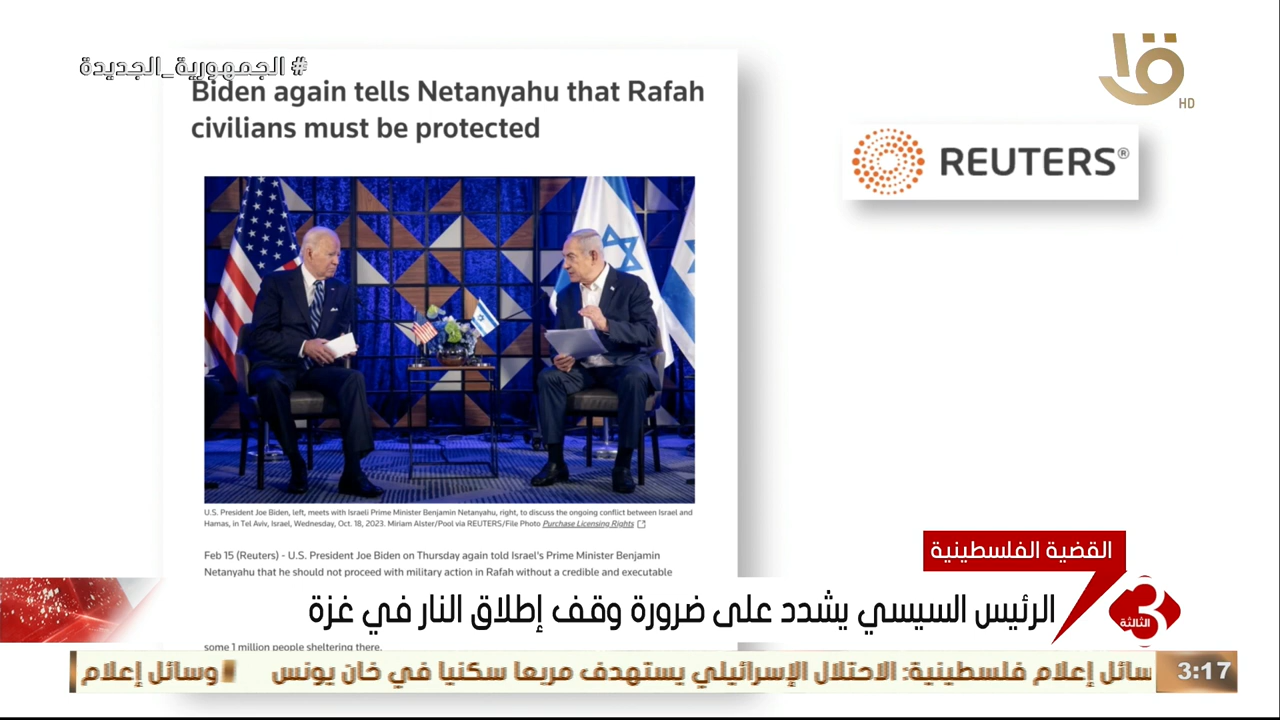 #الجمهورية_الجديدة
HD
Biden again tells Netanyahu that Rafah
civilians must be protected
REUTERS®
U.S. President Joe Biden, left, meets with Israeli Prime Minister Benjamin Netanyahu, right, to discuss the ongoing conflict between Israel and
Hamas, in Tel Aviv, Israel, Wednesday, Oct. 18, 2023. Miriam Alster/Pool via REUTERS/File Photo Purchase Licensing Rights
Feb 15 (Reuters) - U.S. President Joe Biden on Thursday again told Israel's Prime Minister Benjamin
Netanyahu that he should not proceed with military action in Rafah without a credible and executable
القضية الفلسطينية
الرئيس السيسي يشدد على ضرورة وقف إطلاق النار في غزة
3 الثالثة
some 1 million people sheltering there.
سائل إعلام فلسطينية: الاحتلال الإسرائيلي يستهدف مربعا سكنيا في خان يونس وسائل إعلام
3:17